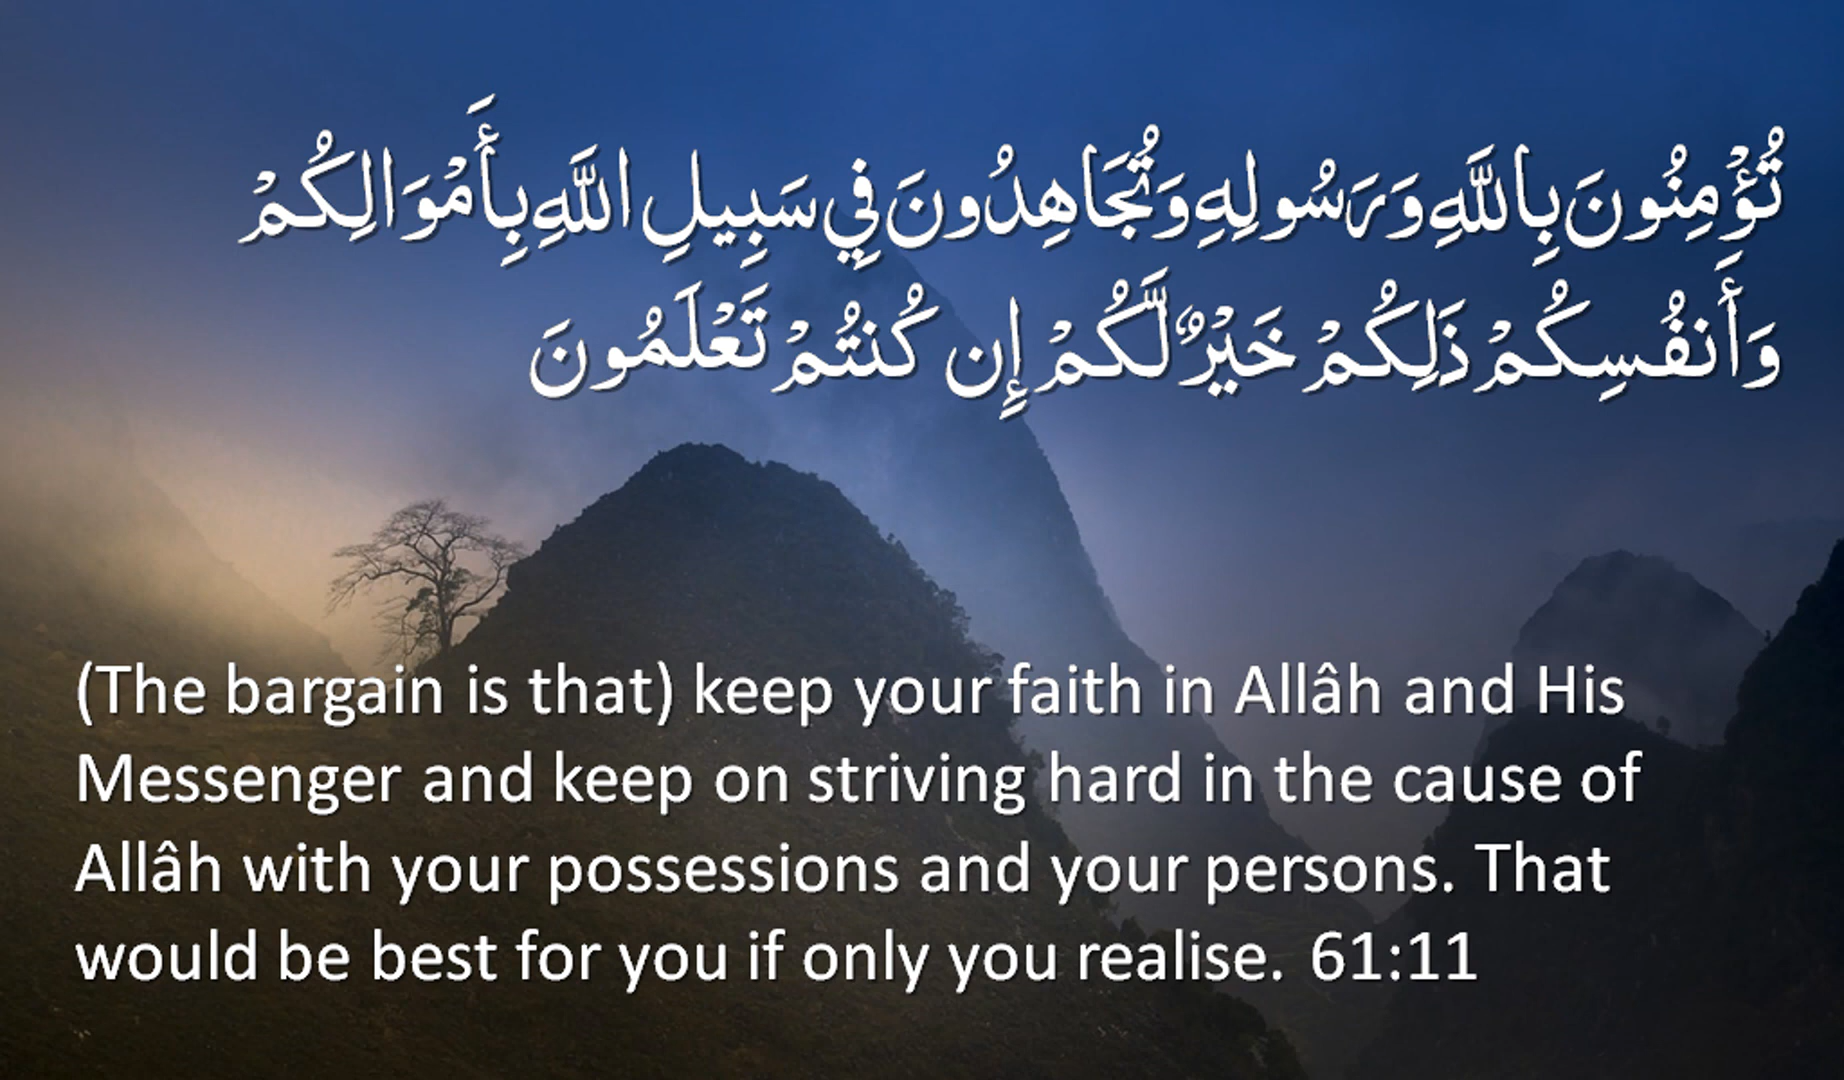 تُؤْمِنُونَ بِاللَّهِ وَرَسُولِهِ وَتُجَاهِدُونَ فِي سَبِيلِ اللَّهِ بِأَمْوَالِكُمْ
وَأَنفُسِكُمْ ذَلِكُمْ خَيْرٌ لَّكُمْ إِن كُنتُمْ تَعْلَمُونَ
(The bargain is that) keep your faith in Allâh and His
Messenger and keep on striving hard in the cause of
Allâh with your possessions and your persons. That
would be best for you if only you realise. 61:11